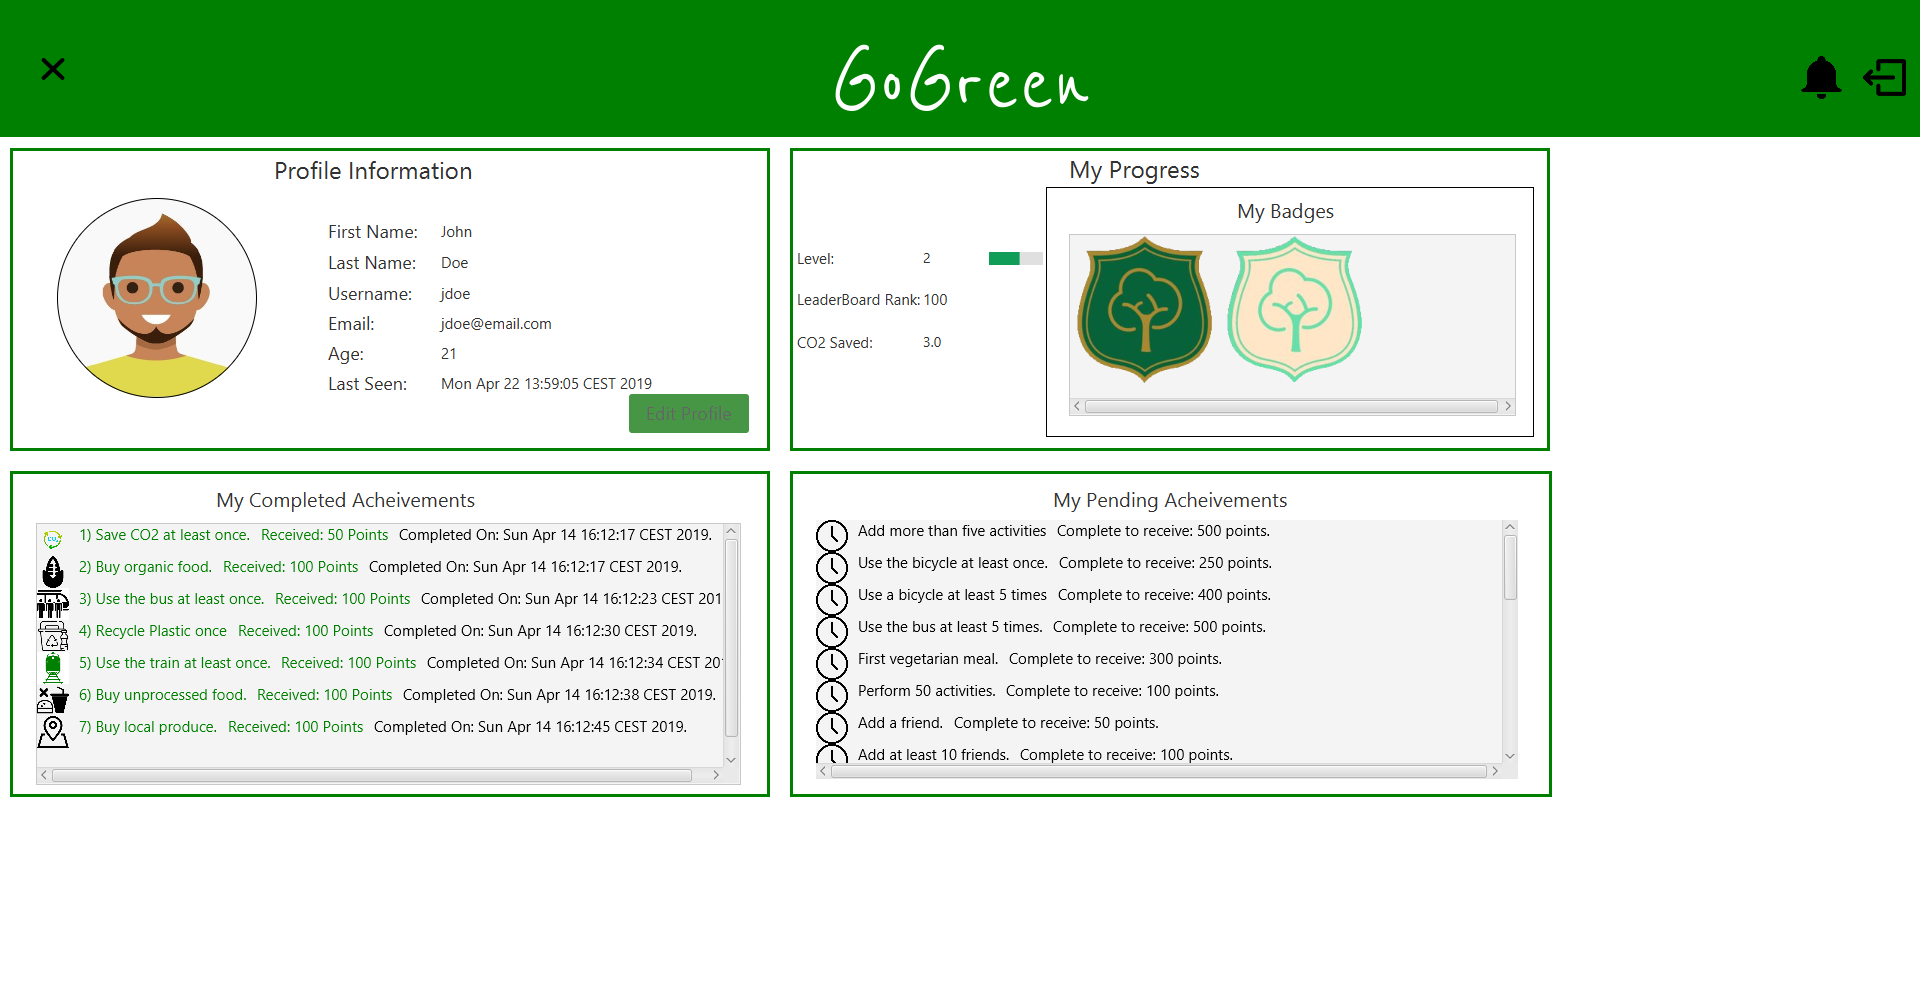 GoGreen
Profile Information
First Name: John
Last Name: Doe
Username: jdoe
Email: jdoe@email.com
Age: 21
Last Seen: Mon Apr 22 13:59:05 CEST 2019
Edit Profile
My Progress
Level: 2
LeaderBoard Rank: 100
CO2 Saved: 3.0
My Badges
My Completed Acheivements
1) Save CO2 at least once. Received: 50 Points Completed On: Sun Apr 14 16:12:17 CEST 2019.
2) Buy organic food. Received: 100 Points Completed On: Sun Apr 14 16:12:17 CEST 2019.
3) Use the bus at least once. Received: 100 Points Completed On: Sun Apr 14 16:12:23 CEST 201
4) Recycle Plastic once Received: 100 Points Completed On: Sun Apr 14 16:12:30 CEST 2019.
5) Use the train at least once. Received: 100 Points Completed On: Sun Apr 14 16:12:34 CEST 20
6) Buy unprocessed food. Received: 100 Points Completed On: Sun Apr 14 16:12:38 CEST 2019.
7) Buy local produce. Received: 100 Points Completed On: Sun Apr 14 16:12:45 CEST 2019.
My Pending Acheivements
Add more than five activities Complete to receive: 500 points.
Use the bicycle at least once. Complete to receive: 250 points.
Use a bicycle at least 5 times Complete to receive: 400 points.
Use the bus at least 5 times. Complete to receive: 500 points.
First vegetarian meal. Complete to receive: 300 points.
Perform 50 activities. Complete to receive: 100 points.
Add a friend. Complete to receive: 50 points.
Add at least 10 friends. Complete to receive: 100 points.